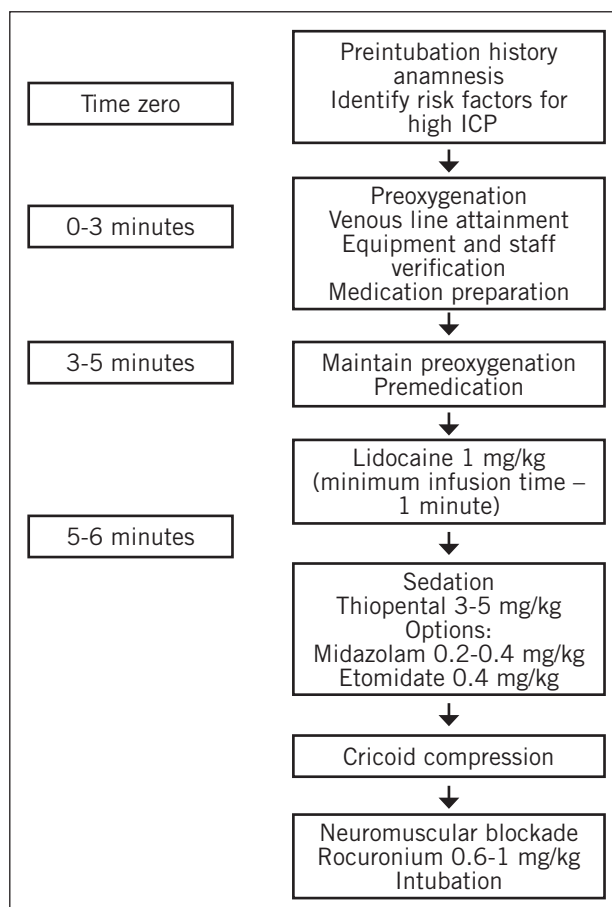 Time zero
Preintubation history
anamnesis
Identify risk factors for
high ICP
0-3 minutes
Preoxygenation
Venous line attainment
Equipment and staff
verification
Medication preparation
3-5 minutes
Maintain preoxygenation
Premedication
5-6 minutes
Lidocaine 1 mg/kg
(minimum infusion time –
1 minute)
Sedation
Thiopental 3-5 mg/kg
Options:
Midazolam 0.2-0.4 mg/kg
Etomidate 0.4 mg/kg
Cricoid compression
Neuromuscular blockade
Rocuronium 0.6-1 mg/kg
Intubation